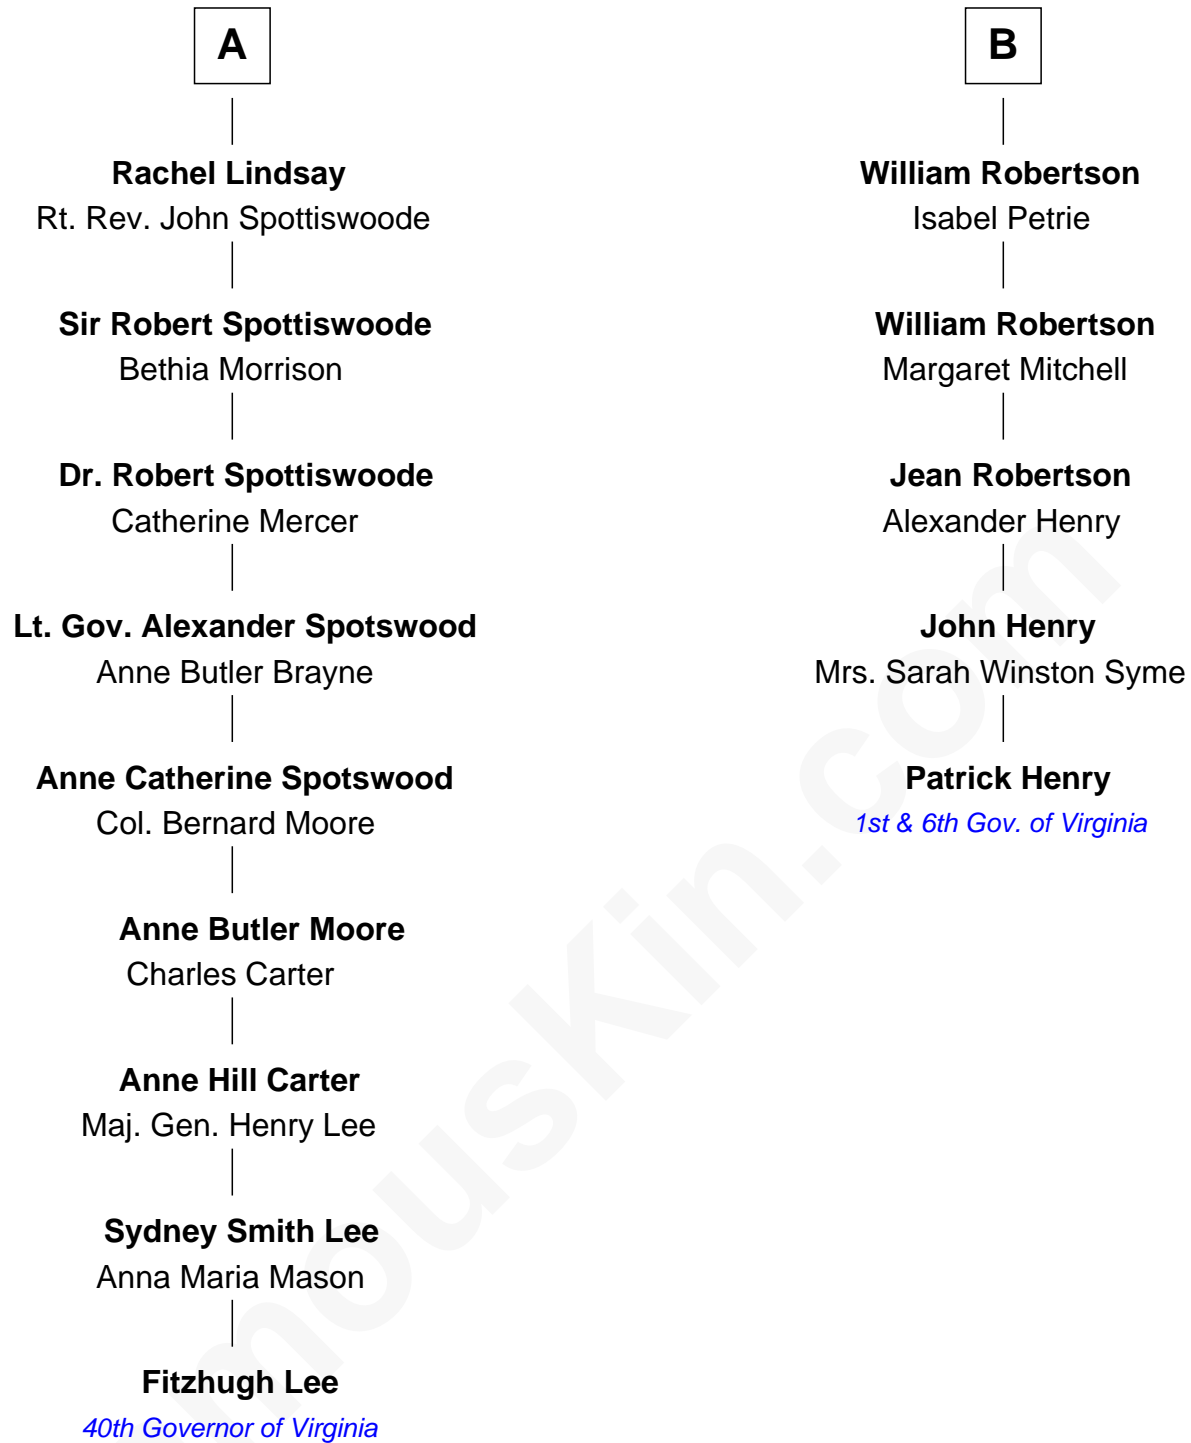 A
Rachel Lindsay
Rt. Rev. John Spottiswoode
Sir Robert Spottiswoode
Bethia Morrison
Dr. Robert Spottiswoode
Catherine Mercer
Lt. Gov. Alexander Spotswood
Anne Butler Brayne
Anne Catherine Spotswood
Col. Bernard Moore
Anne Butler Moore
Charles Carter
Anne Hill Carter
Maj. Gen. Henry Lee
Sydney Smith Lee
Anna Maria Mason
Fitzhugh Lee
40th Governor of Virginia
B
William Robertson
Isabel Petrie
William Robertson
Margaret Mitchell
Jean Robertson
Alexander Henry
John Henry
Mrs. Sarah Winston Syme
Patrick Henry
1st & 6th Gov. of Virginia
mouskin.com